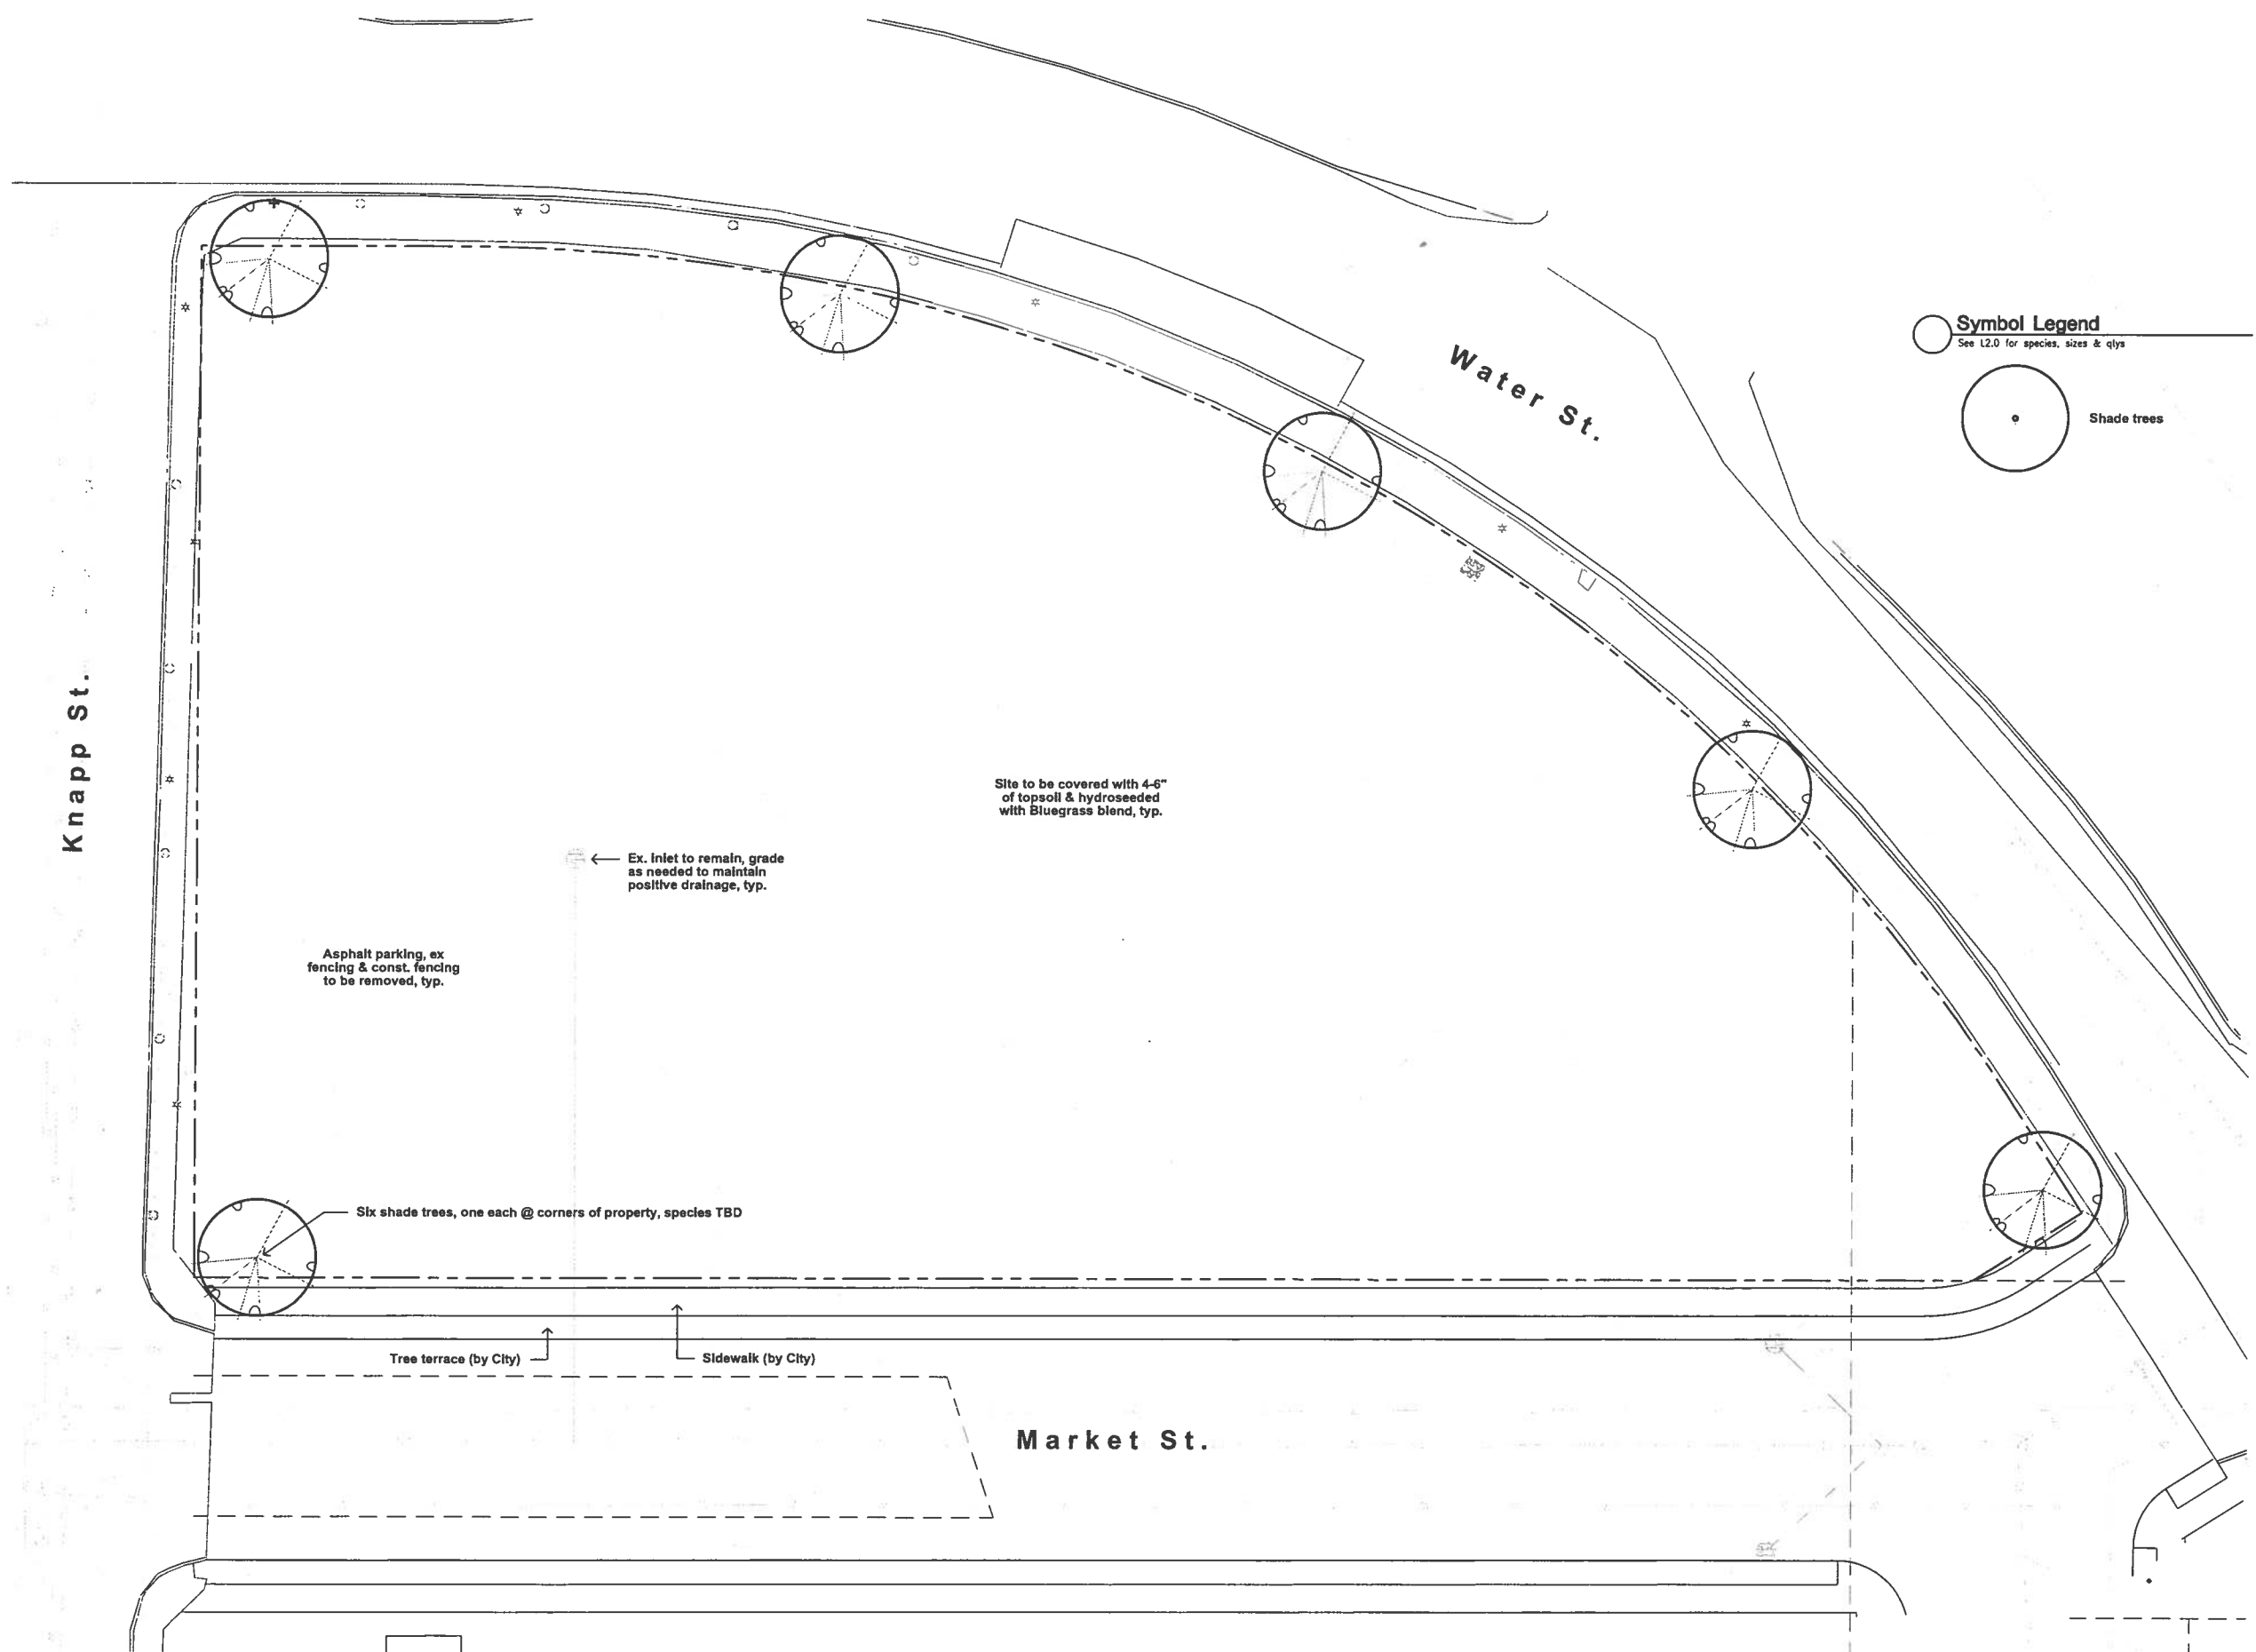 Symbol Legend
See L2.0 for species, sizes & qtys
Shade trees
Water St.
Knapp St.
Site to be covered with 4-6"
of topsoil & hydroseeded
with Bluegrass blend, typ.
Ex. inlet to remain, grade
as needed to maintain
positive drainage, typ.
Asphalt parking, ex
fencing & const. fencing
to be removed, typ.
Six shade trees, one each @ corners of property, species TBD
Tree terrace (by City)
Sidewalk (by City)
Market St.